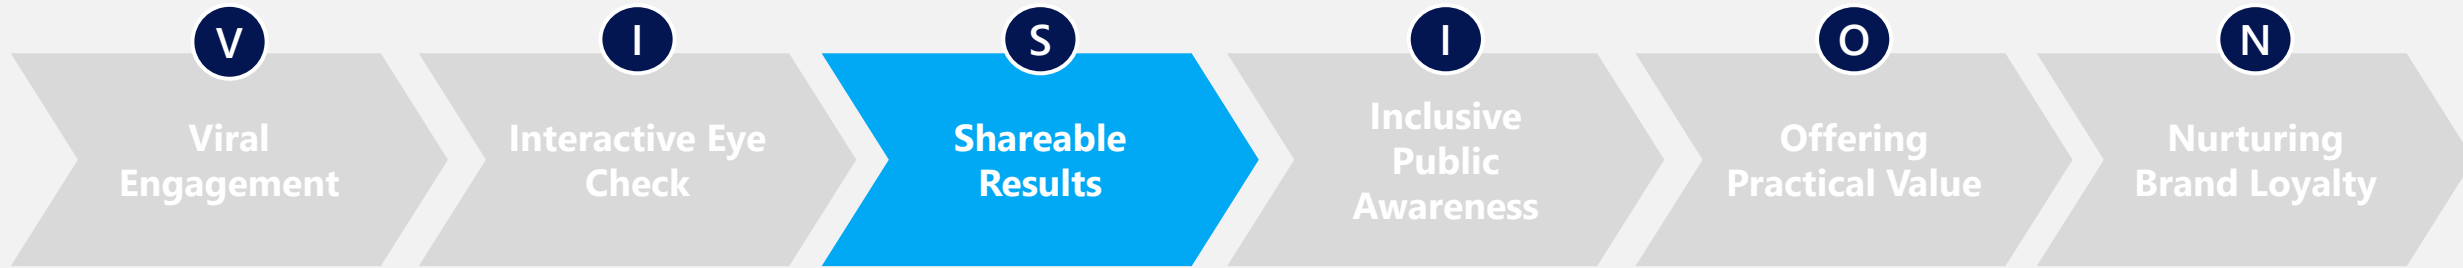 V
Viral
Engagement
I
Interactive Eye
Check
S
Shareable
Results
I
Inclusive
Public
Awareness
O
Offering
Practical Value
N
Nurturing
Brand Loyalty